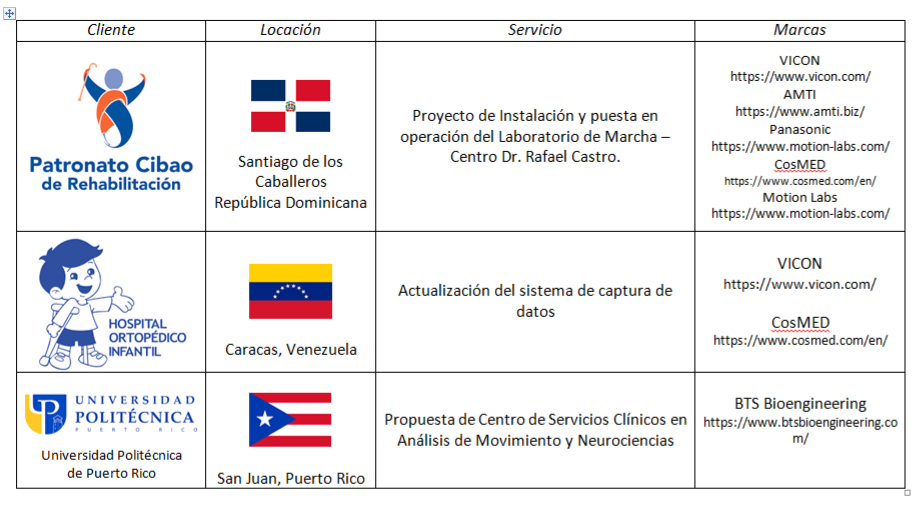 Cliente
Locación
Servicio
Marcas
Patronato Cibao
de Rehabilitación
Santiago de los
Caballeros
República Dominicana
Proyecto de Instalación y puesta en
operación del Laboratorio de Marcha –
Centro Dr. Rafael Castro.
VICON
https://www.vicon.com/
AMTI
https://www.amti.biz/
Panasonic
https://www.motion-labs.com/
CosMED
https://www.cosmed.com/en/
Motion Labs
https://www.motion-labs.com/
HOSPITAL
ORTOPÉDICO
INFANTIL
Caracas, Venezuela
Actualización del sistema de captura de
datos
VICON
https://www.vicon.com/
CosMED
https://www.cosmed.com/en/
UP
UNIVERSIDAD
POLITÉCNICA
PUERTO RICO
Universidad Politécnica
de Puerto Rico
San Juan, Puerto Rico
Propuesta de Centro de Servicios Clínicos en
Análisis de Movimiento y Neurociencias
BTS Bioengineering
https://www.btsbioengineering.co
m/